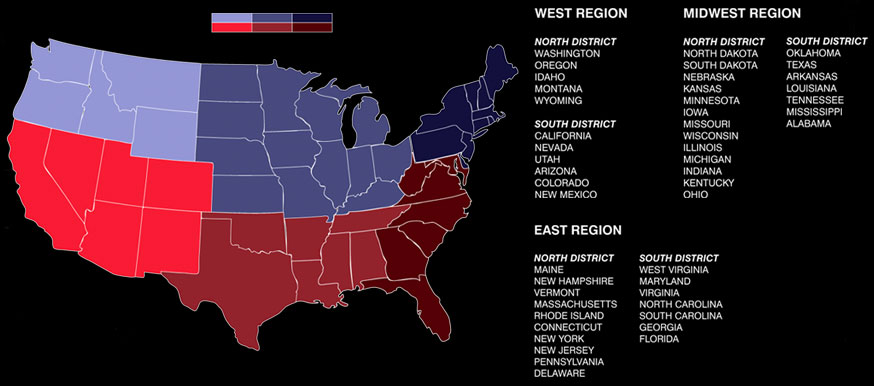 WEST REGION
NORTH DISTRICT
WASHINGTON
OREGON
IDAHO
MONTANA
WYOMING
SOUTH DISTRICT
CALIFORNIA
NEVADA
UTAH
ARIZONA
COLORADO
NEW MEXICO
MIDWEST REGION
NORTH DISTRICT
NORTH DAKOTA
SOUTH DAKOTA
NEBRASKA
KANSAS
MINNESOTA
IOWA
MISSOURI
WISCONSIN
ILLINOIS
MICHIGAN
INDIANA
KENTUCKY
OHIO
SOUTH DISTRICT
OKLAHOMA
TEXAS
ARKANSAS
LOUISIANA
TENNESSEE
MISSISSIPPI
ALABAMA
EAST REGION
NORTH DISTRICT
MAINE
NEW HAMPSHIRE
VERMONT
MASSACHUSETTS
RHODE ISLAND
CONNECTICUT
NEW YORK
NEW JERSEY
PENNSYLVANIA
DELAWARE
SOUTH DISTRICT
WEST VIRGINIA
MARYLAND
VIRGINIA
NORTH CAROLINA
SOUTH CAROLINA
GEORGIA
FLORIDA